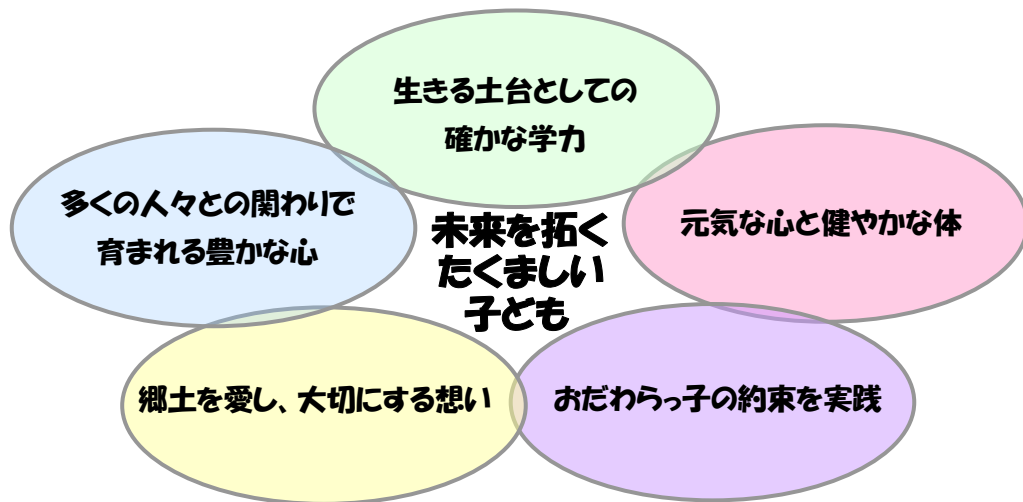 生きる土台としての
確かな学力
多くの人々との関わりで
育まれる豊かな心
元気な心と健やかな体
未来を拓く
たくましい
子ども
郷土を愛し、大切にする想い
おだわらっ子の約束を実践